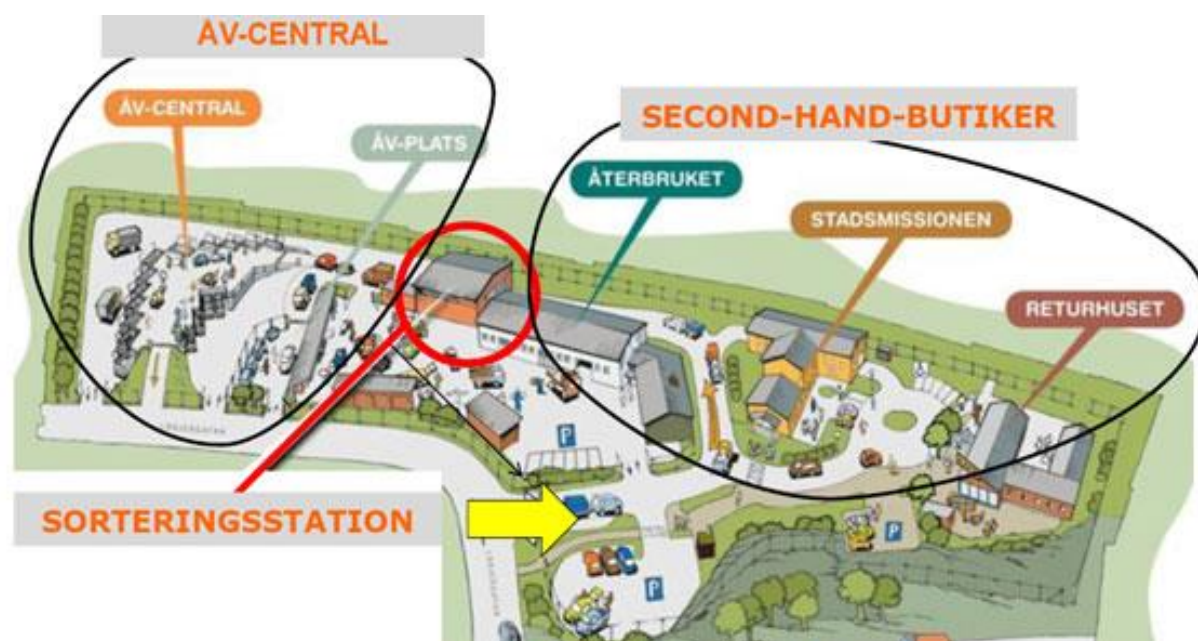 ÅV-CENTRAL
ÅV-CENTRAL
SECOND-HAND-BUTIKER
ÅV-PLATS
ÅTERBRUKET
STADSMISSIONEN
RETURHUSET
P
SORTERINGSSTATION
P
P